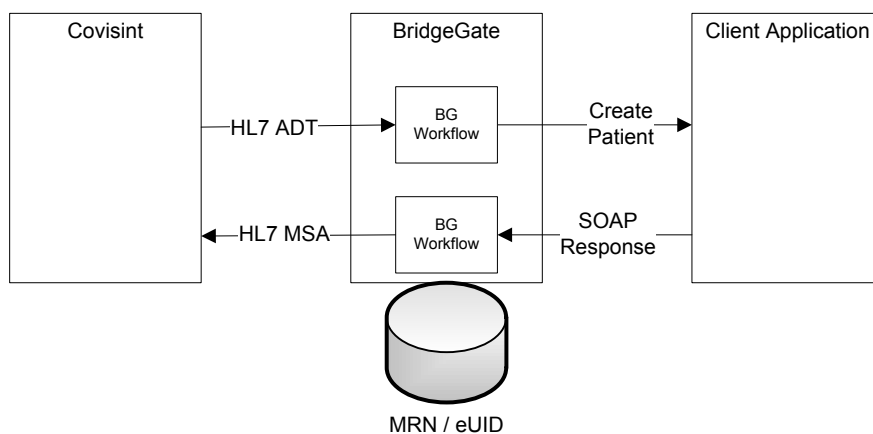 Covisint
BridgeGate
Client Application
HL7 ADT
BG
Workflow
Create
Patient
HL7 MSA
BG
Workflow
SOAP
Response
MRN / eUID